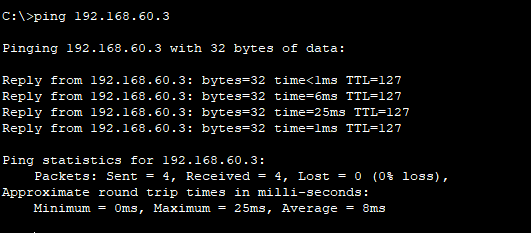 C:\>ping 192.168.60.3
Pinging 192.168.60.3 with 32 bytes of data:
Reply from 192.168.60.3: bytes=32 time<1ms TTL=127
Reply from 192.168.60.3: bytes=32 time=6ms TTL=127
Reply from 192.168.60.3: bytes=32 time=25ms TTL=127
Reply from 192.168.60.3: bytes=32 time=1ms TTL=127
Ping statistics for 192.168.60.3:
Packets: Sent = 4, Received = 4, Lost = 0 (0% loss),
Approximate round trip times in milli-seconds:
Minimum = 0ms, Maximum = 25ms, Average = 8ms